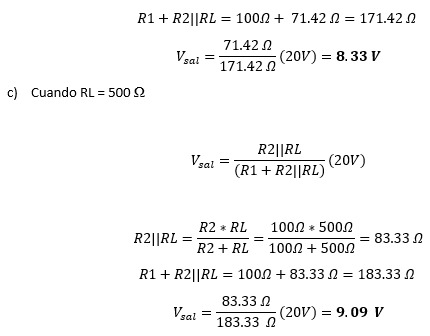 R1 + R2||RL = 100Ω + 71.42 Ω = 171.42 Ω
V_sal = 71.42 Ω / 171.42 Ω (20V) = 8.33 V
c) Cuando RL = 500 Ω
V_sal = R2||RL / (R1 + R2||RL) (20V)
R2||RL = R2 * RL / R2 + RL = 100Ω * 500Ω / 100Ω + 500Ω = 83.33 Ω
R1 + R2||RL = 100Ω + 83.33 Ω = 183.33 Ω
V_sal = 83.33 Ω / 183.33 Ω (20V) = 9.09 V